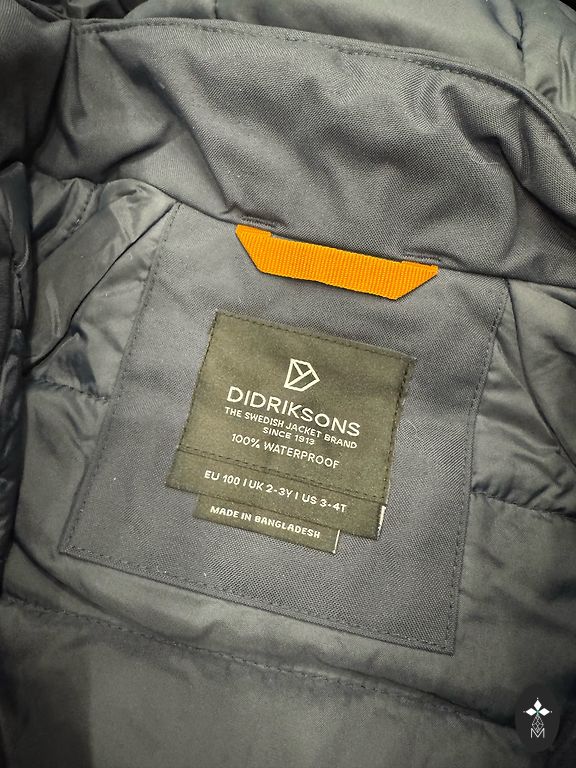 DIDRIKSONS
THE SWEDISH JACKET BRAND
SINCE 1913
100% WATERPROOF
EU 100 | UK 2-3Y | US 3-4T
MADE IN BANGLADESH
M